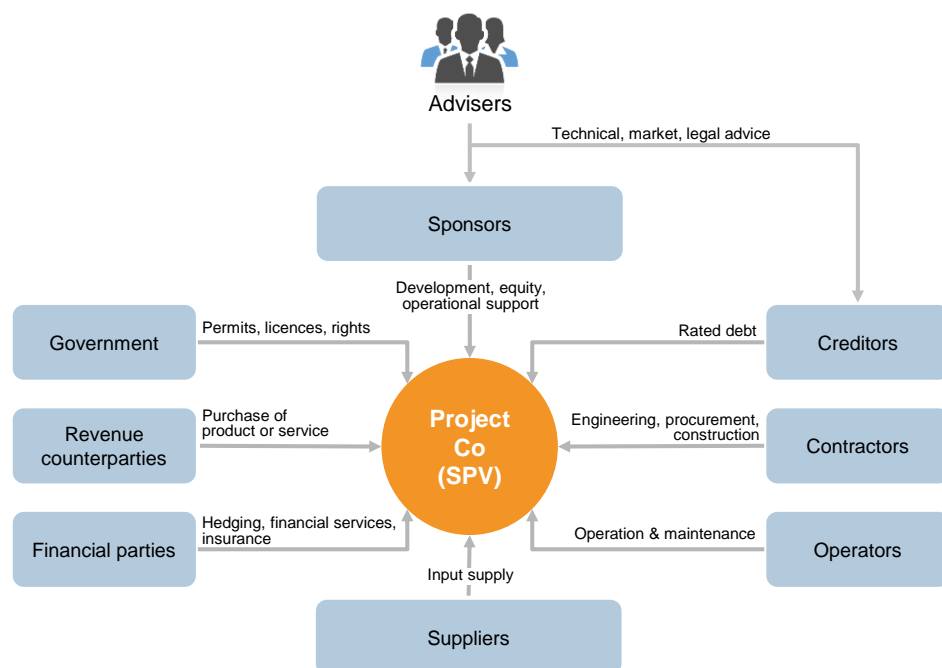 Advisers
Technical, market, legal advice
Sponsors
Development, equity,
operational support
Government
Permits, licences, rights
Rated debt
Creditors
Revenue
counterparties
Purchase of
product or service
Project
Co
(SPV)
Engineering, procurement,
construction
Contractors
Financial parties
Hedging, financial services,
insurance
Operation & maintenance
Operators
Input supply
Suppliers